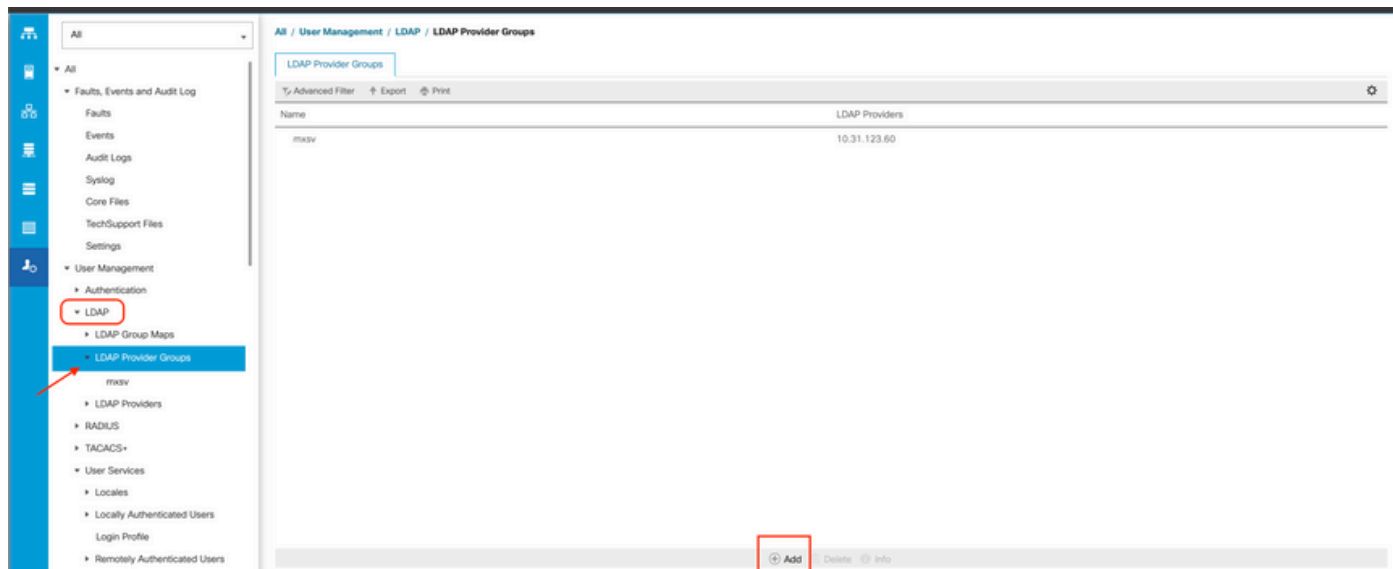 All
All
Faults, Events and Audit Log
Faults
Events
Audit Logs
Syslog
Core Files
TechSupport Files
Settings
User Management
Authentication
LDAP
LDAP Group Maps
LDAP Provider Groups
mxsv
LDAP Providers
RADIUS
TACACS+
User Services
Locales
Locally Authenticated Users
Login Profile
Remotely Authenticated Users
All / User Management / LDAP / LDAP Provider Groups
LDAP Provider Groups
Advanced Filter Export Print
Name LDAP Providers
mxsv 10.31.123.60
Add Delete Info